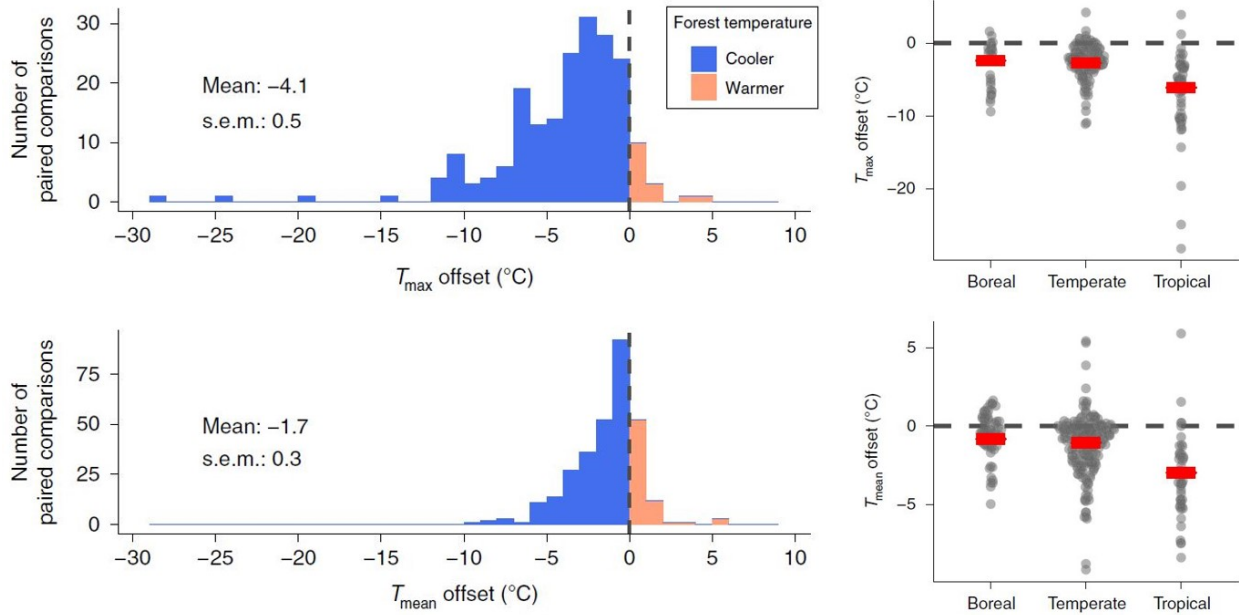 Number of
paired comparisons
30
20
10
0
Mean: −4.1
s.e.m.: 0.5
Forest temperature
Cooler
Warmer
−30 −25 −20 −15 −10 −5 0 5 10
Tmax offset (°C)
Tmax offset (°C)
0
−10
−20
Boreal Temperate Tropical
Number of
paired comparisons
75
50
25
0
Mean: −1.7
s.e.m.: 0.3
−30 −25 −20 −15 −10 −5 0 5 10
Tmean offset (°C)
Tmean offset (°C)
5
0
−5
Boreal Temperate Tropical